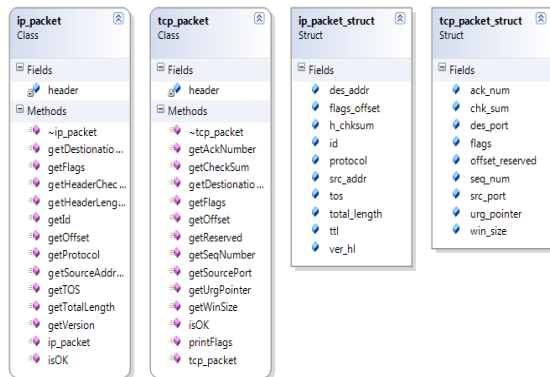 ip_packet
Class
Fields
header
Methods
~ip_packet
getDestionatio...
getFlags
getHeaderChec...
getHeaderLeng...
getId
getOffset
getProtocol
getSourceAddr...
getTOS
getTotalLength
getVersion
ip_packet
isOK
tcp_packet
Class
Fields
header
Methods
~tcp_packet
getAckNumber
getCheckSum
getDestionatio...
getFlags
getOffset
getReserved
getSeqNumber
getSourcePort
getUrgPointer
getWinSize
isOK
printFlags
tcp_packet
ip_packet_struct
Struct
Fields
des_addr
flags_offset
h_chksum
id
protocol
src_addr
tos
total_length
ttl
ver_hl
tcp_packet_struct
Struct
Fields
ack_num
chk_sum
des_port
flags
offset_reserved
seq_num
src_port
urg_pointer
win_size